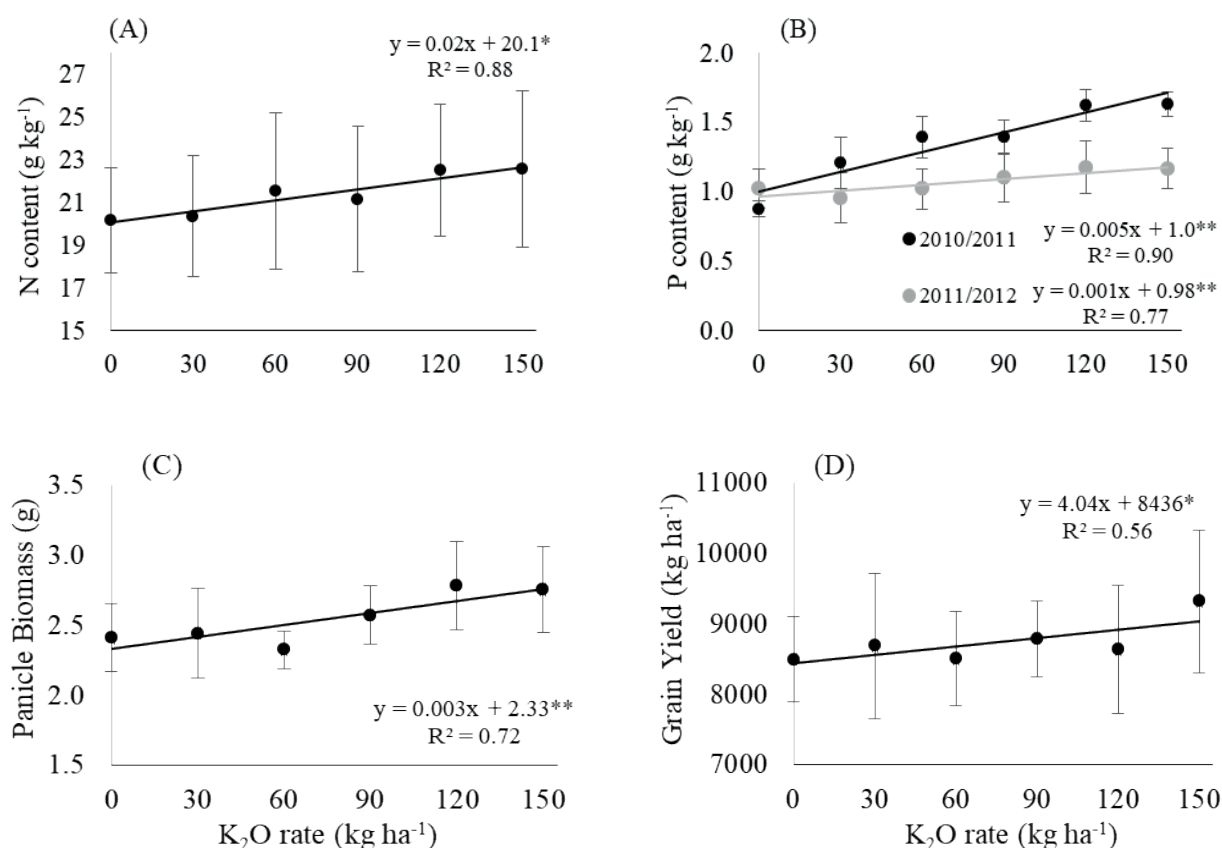 (A)
y = 0.02x + 20.1*
R² = 0.88
N content (g kg⁻¹)
27
25
23
21
19
17
15
0 30 60 90 120 150
(B)
P content (g kg⁻¹)
2.0
1.5
1.0
0.5
0.0
2010/2011 y = 0.005x + 1.0**
R² = 0.90
2011/2012 y = 0.001x + 0.98**
R² = 0.77
0 30 60 90 120 150
(C)
Panicle Biomass (g)
3.5
3.0
2.5
2.0
1.5
y = 0.003x + 2.33**
R² = 0.72
0 30 60 90 120 150
K₂O rate (kg ha⁻¹)
(D)
y = 4.04x + 8436*
R² = 0.56
Grain Yield (kg ha⁻¹)
11000
10000
9000
8000
7000
0 30 60 90 120 150
K₂O rate (kg ha⁻¹)